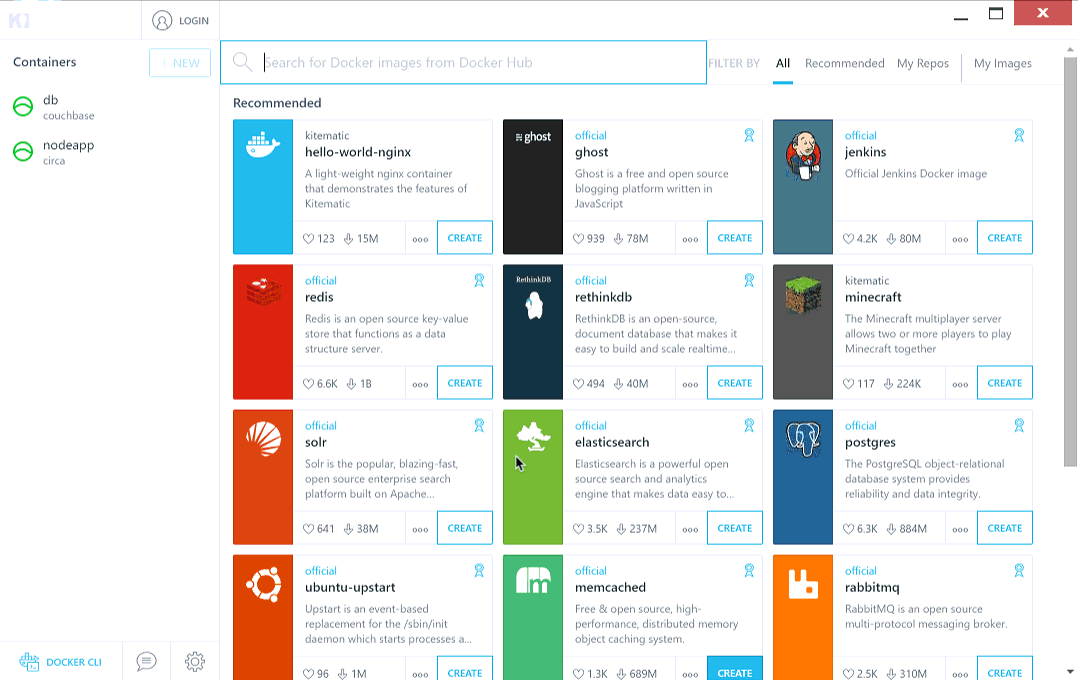 LOGIN
Containers
NEW
db
couchbase
nodeapp
circa
DOCKER CLI
Search for Docker images from Docker Hub
FILTER BY
All
Recommended
My Repos
My Images
Recommended
kitematic
hello-world-nginx
A light-weight nginx container
that demonstrates the features of
Kitematic
123
15M
CREATE
ghost
official
ghost
Ghost is a free and open source
blogging platform written in
JavaScript
939
78M
CREATE
official
jenkins
Official Jenkins Docker image
4.2K
80M
CREATE
official
redis
Redis is an open source key-value
store that functions as a data
structure server.
6.6K
1B
CREATE
RethinkDB
official
rethinkdb
RethinkDB is an open-source,
document database that makes it
easy to build and scale realtime...
494
40M
CREATE
kitematic
minecraft
The Minecraft multiplayer server
allows two or more players to play
Minecraft together
117
224K
CREATE
official
solr
Solr is the popular, blazing-fast,
open source enterprise search
platform built on Apache...
641
38M
CREATE
official
elasticsearch
Elasticsearch is a powerful open
source search and analytics
engine that makes data easy to...
3.5K
237M
CREATE
official
postgres
The PostgreSQL object-relational
database system provides
reliability and data integrity.
6.3K
884M
CREATE
official
ubuntu-upstart
Upstart is an event-based
replacement for the /sbin/init
daemon which starts processes a...
96
1M
CREATE
official
memcached
Free & open source, high-
performance, distributed memory
object caching system.
1.3K
689M
CREATE
official
rabbitmq
RabbitMQ is an open source
multi-protocol messaging broker.
2.5K
310M
CREATE